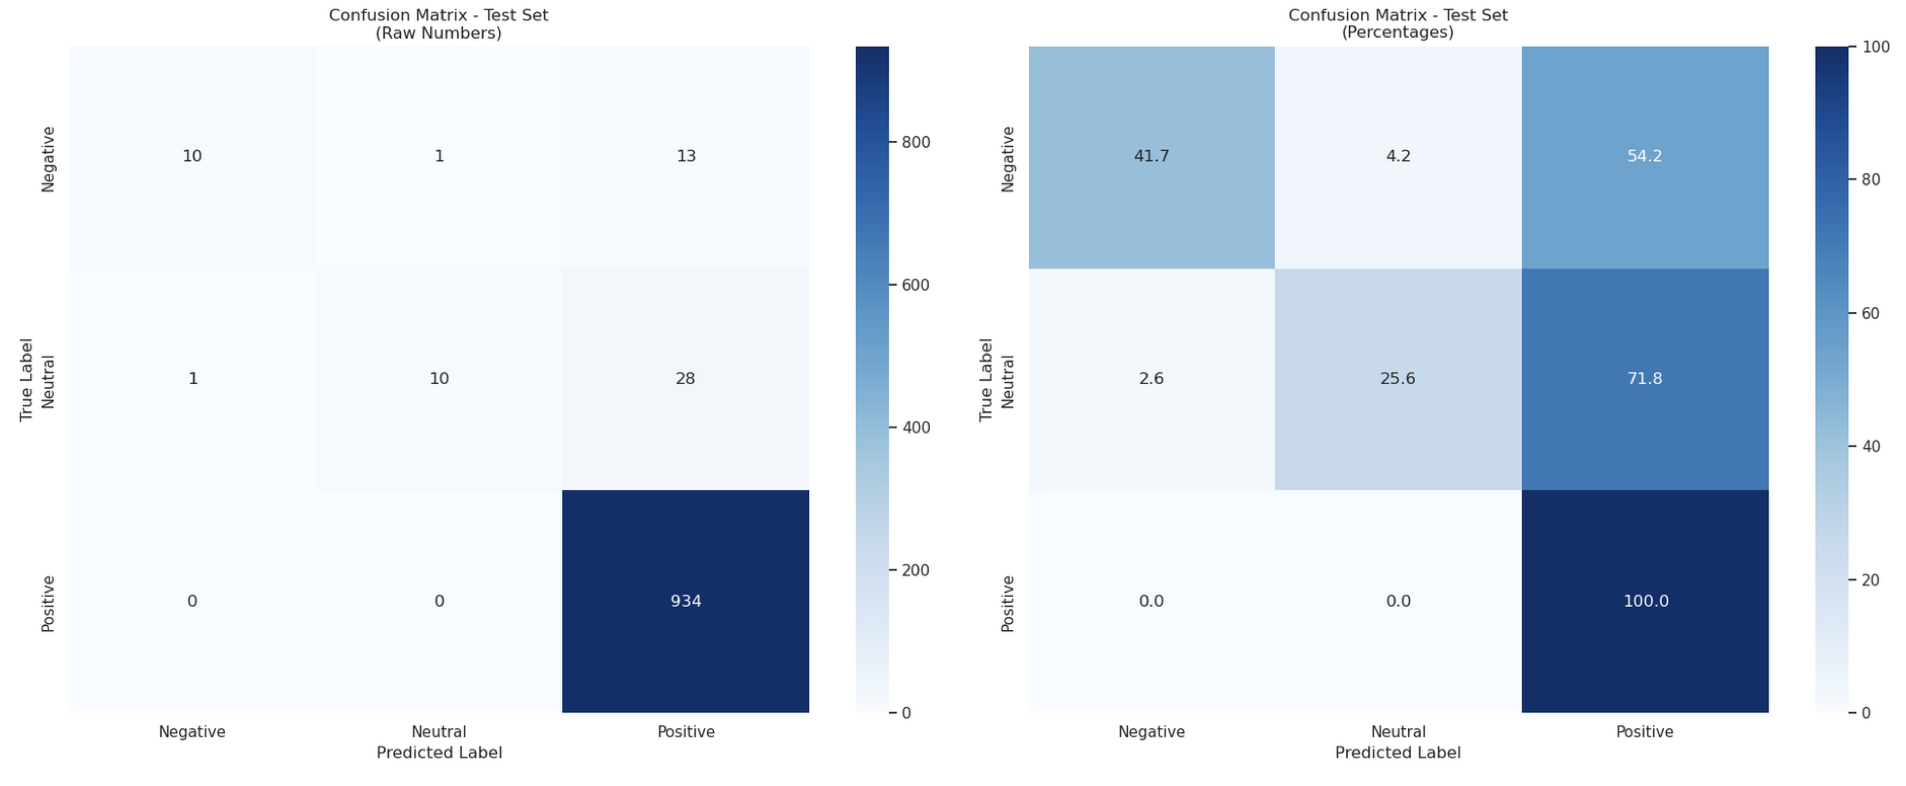 Confusion Matrix - Test Set
(Raw Numbers)
True Label
Negative
10 1 13
Neutral
1 10 28
Positive
0 0 934
Negative Neutral Positive
Predicted Label
800
600
400
200
0
Confusion Matrix - Test Set
(Percentages)
True Label
Negative
41.7 4.2 54.2
Neutral
2.6 25.6 71.8
Positive
0.0 0.0 100.0
Negative Neutral Positive
Predicted Label
100
80
60
40
20
0